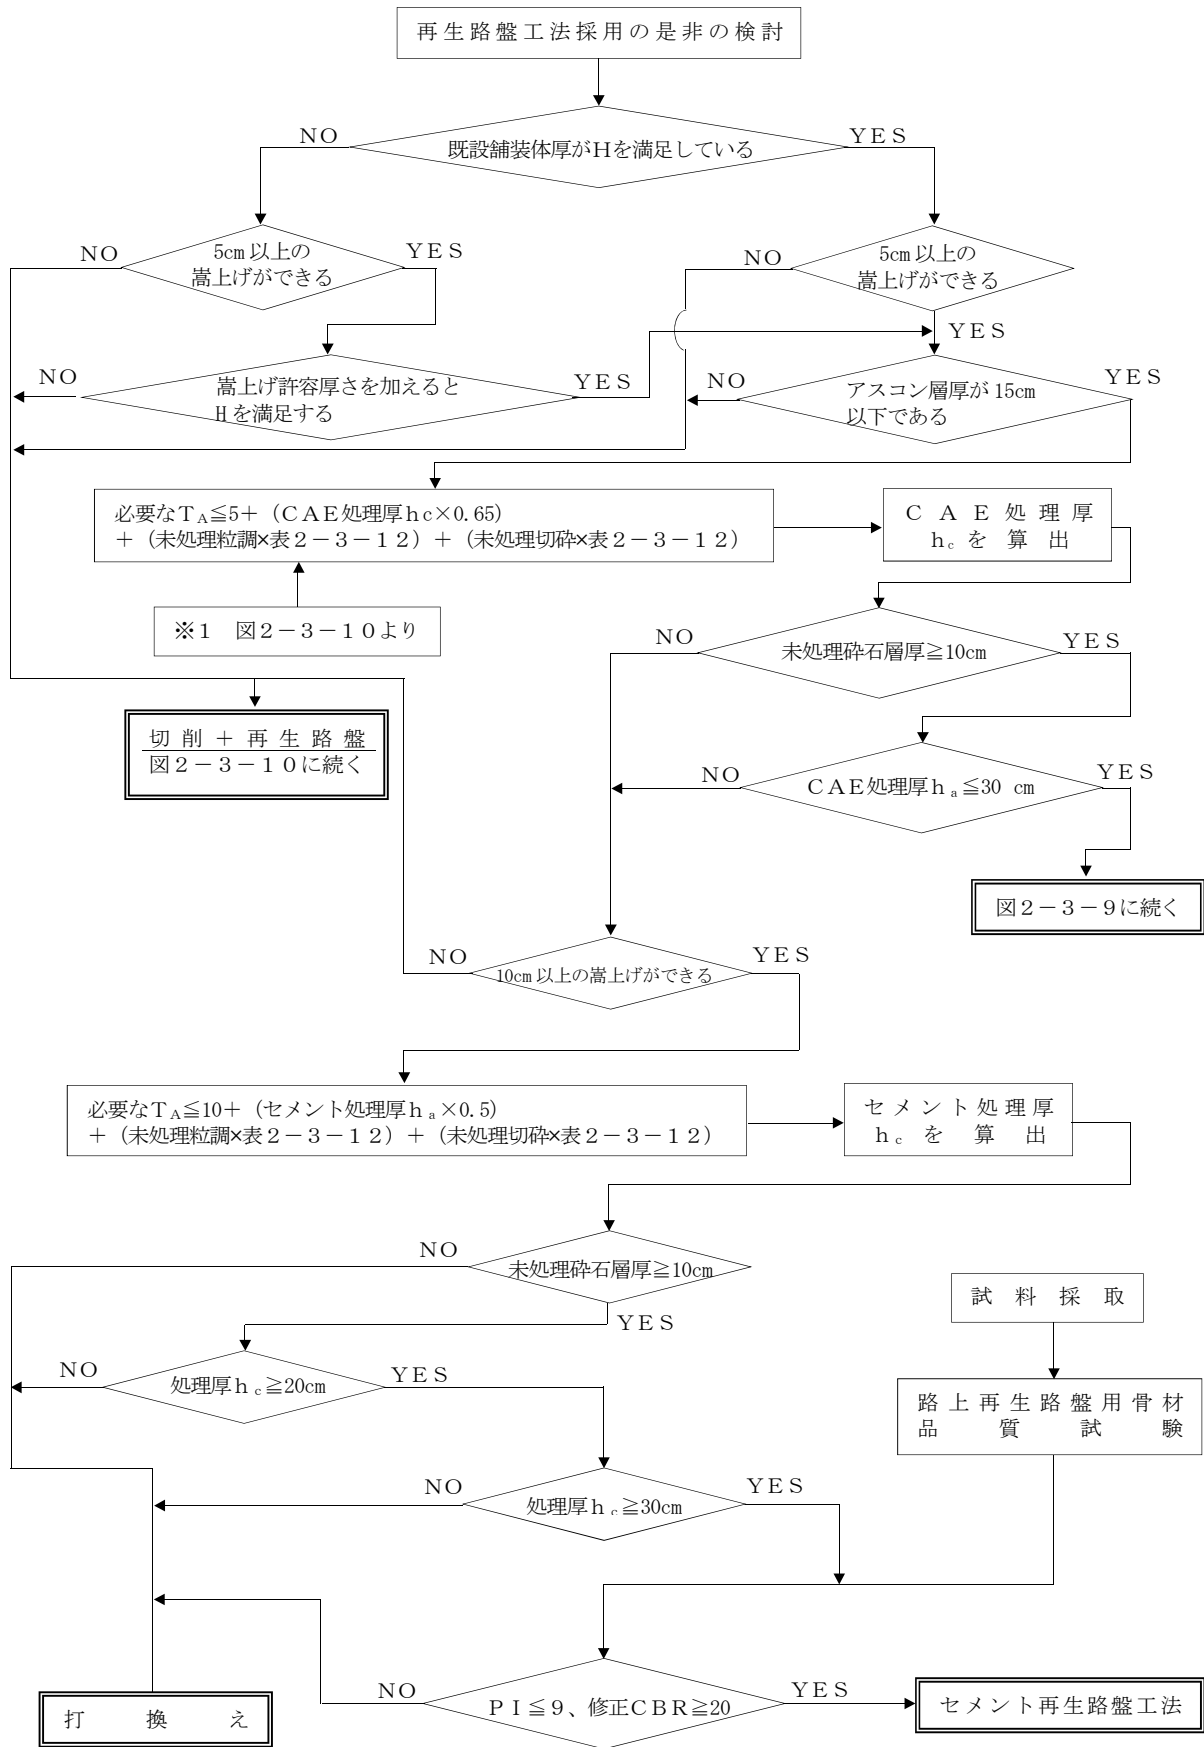 再生路盤工法採用の是非の検討
NO
YES
既設舗装体厚がHを満足している
NO
5cm以上の
嵩上げができる
YES
NO
5cm以上の
嵩上げができる
YES
NO
嵩上げ許容厚さを加えると
Hを満足する
YES
NO
アスコン層厚が15cm
以下である
YES
必要なTA≦5+（CAE処理厚hc×0.65）
+（未処理粒調×表2-3-12）+（未処理切砕×表2-3-12）
CAE処理厚
hcを算出
※1 図2-3-10より
NO
未処理砕石層厚≧10cm
YES
切削+再生路盤
図2-3-10に続く
NO
CAE処理厚ha≦30 cm
YES
図2-3-9に続く
NO
10cm以上の嵩上げができる
YES
必要なTA≦10+（セメント処理厚ha×0.5）
+（未処理粒調×表2-3-12）+（未処理切砕×表2-3-12）
セメント処理厚
hcを算出
NO
未処理砕石層厚≧10cm
YES
試料採取
NO
処理厚hc≧20cm
YES
路上再生路盤用骨材
品質試験
NO
処理厚hc≧30cm
YES
NO
PI≦9、修正CBR≧20
YES
打換え
セメント再生路盤工法